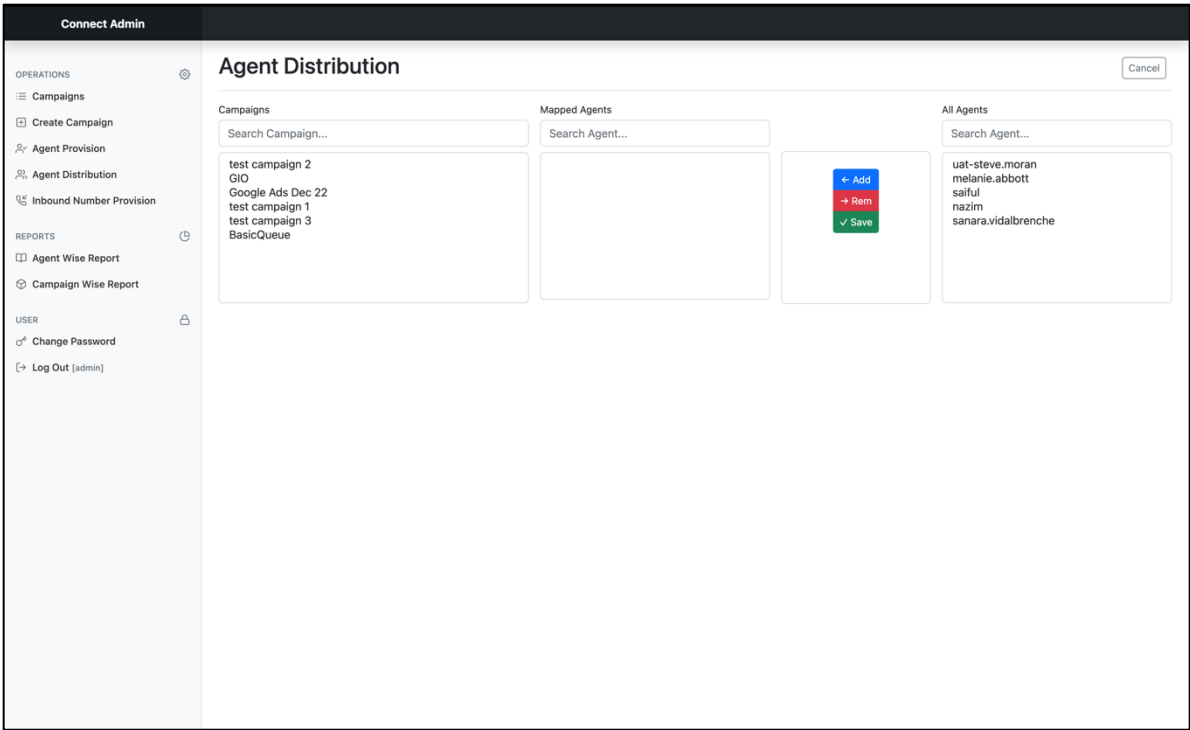 Connect Admin
OPERATIONS
Campaigns
Create Campaign
Agent Provision
Agent Distribution
Inbound Number Provision
REPORTS
Agent Wise Report
Campaign Wise Report
USER
Change Password
Log Out [admin]
Agent Distribution
Cancel
Campaigns
Search Campaign...
test campaign 2
GIO
Google Ads Dec 22
test campaign 1
test campaign 3
BasicQueue
Mapped Agents
Search Agent...
← Add
→ Rem
✓ Save
All Agents
Search Agent...
uat-steve.moran
melanie.abbott
saiful
nazim
sanara.vidalbrenche